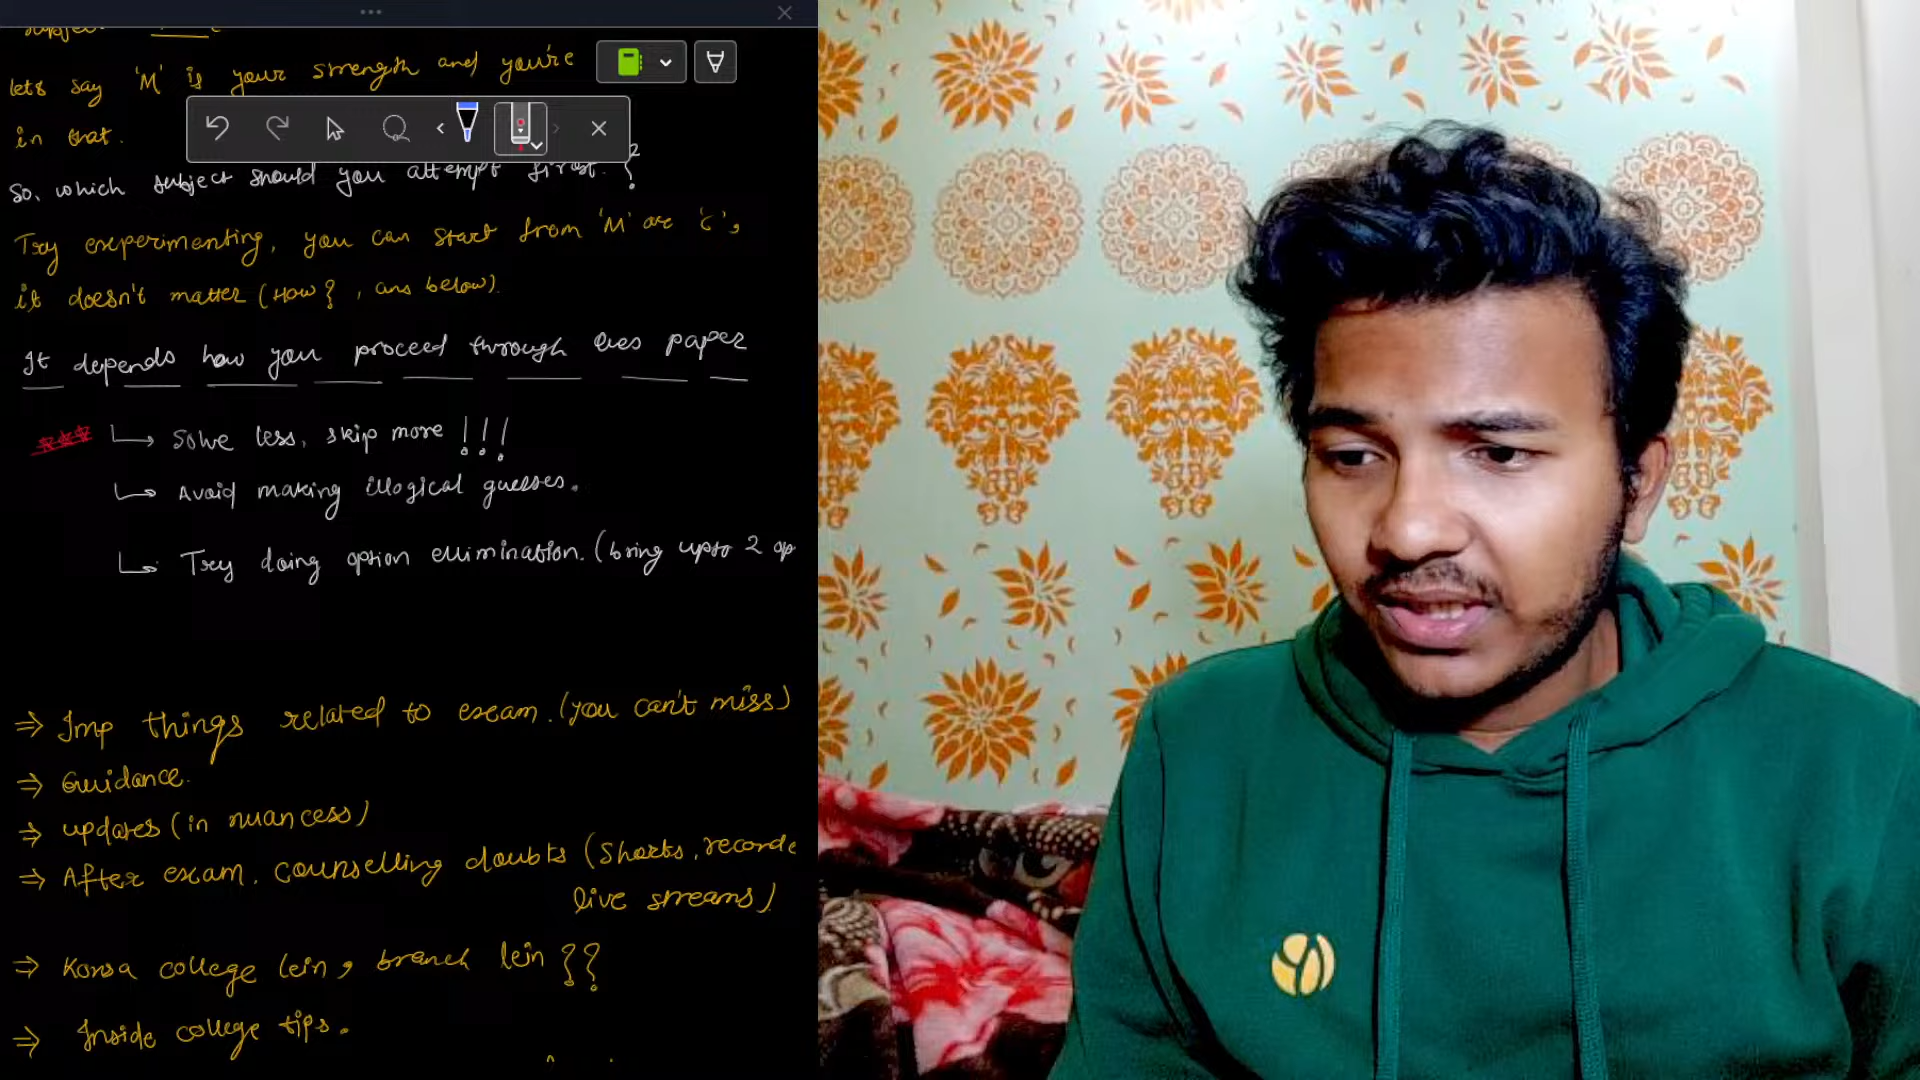 subject
lets say 'M' is your strength and you're
in that.
So, which subject should you attempt first. ?
Try experimenting, you can start from 'M' or 'C',
it doesn't matter (How?, ans below).
It depends how you proceed through the paper
*** ↳ Solve less, skip more !!!
↳ Avoid making illogical guesses.
↳ Try doing option ellimination. (bring upto 2 op
⇒ Imp things related to exam. (you can't miss)
⇒ Guidance.
⇒ updates (in nuancess)
⇒ After exam. counselling doubts (Shorts, recorde
live streams)
⇒ Konsa college lein, branch lein ??
⇒ Inside college tips.